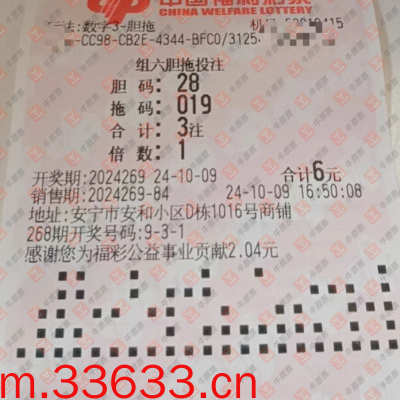 中国福利彩票
CHINA WELFARE LOTTERY
数字3-胆拖
-CC98-CB2E-4344-BFC0/3125
组六胆拖投注
胆 码: 28
拖 码: 019
合 计: 3注
倍 数: 1
开奖期:2024269 24-10-09 合计6元
销售期:2024269-84 24-10-09 16:50:08
地址:安宁市安和小区D栋1016号商铺
268期开奖号码:9-3-1
感谢您为福彩公益事业贡献2.04元
m.33633.cn